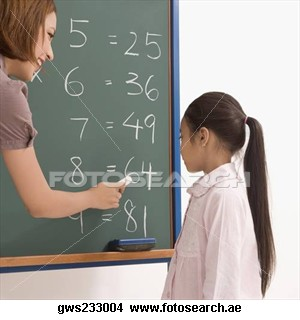 5 = 25
6 = 36
7 = 49
8 = 64
FOTOSEARCH
9 = 81
gws233004 www.fotosearch.ae